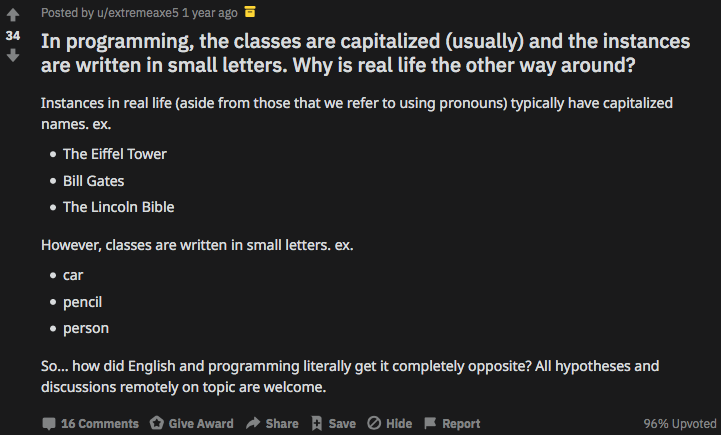 Posted by u/extremeaxe5 1 year ago
34
In programming, the classes are capitalized (usually) and the instances
are written in small letters. Why is real life the other way around?
Instances in real life (aside from those that we refer to using pronouns) typically have capitalized
names. ex.
• The Eiffel Tower
• Bill Gates
• The Lincoln Bible
However, classes are written in small letters. ex.
• car
• pencil
• person
So... how did English and programming literally get it completely opposite? All hypotheses and
discussions remotely on topic are welcome.
16 Comments Give Award Share Save Hide Report 96% Upvoted